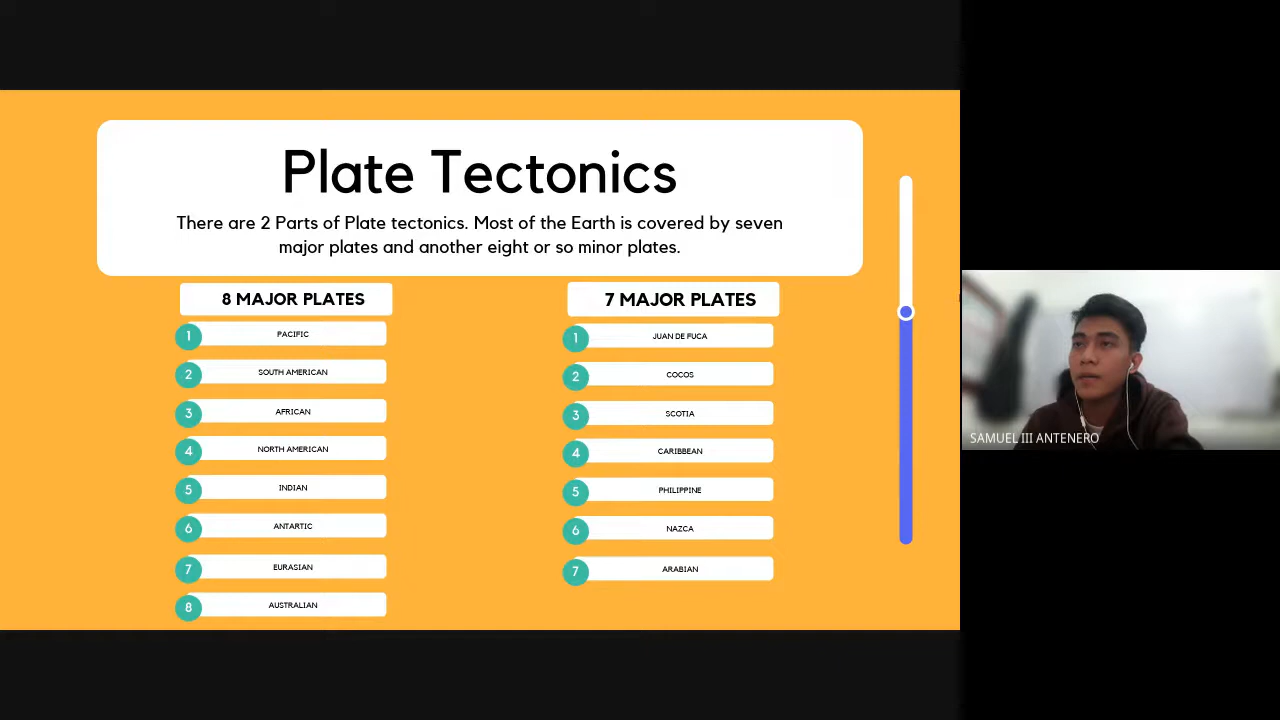 Plate Tectonics
There are 2 Parts of Plate tectonics. Most of the Earth is covered by seven
major plates and another eight or so minor plates.
8 MAJOR PLATES
1 PACIFIC
2 SOUTH AMERICAN
3 AFRICAN
4 NORTH AMERICAN
5 INDIAN
6 ANTARTIC
7 EURASIAN
8 AUSTRALIAN
7 MAJOR PLATES
1 JUAN DE FUCA
2 COCOS
3 SCOTIA
4 CARIBBEAN
5 PHILIPPINE
6 NAZCA
7 ARABIAN
SAMUEL III ANTENERO